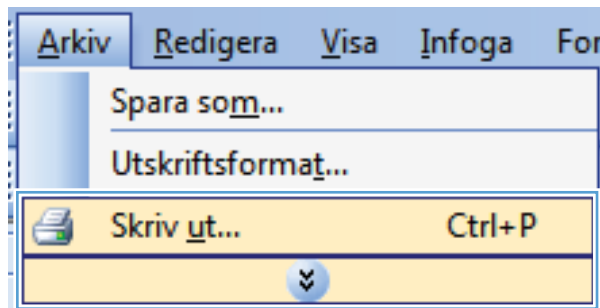 Arkiv Redigera Visa Infoga For
Spara som...
Utskriftsformat...
Skriv ut... Ctrl+P